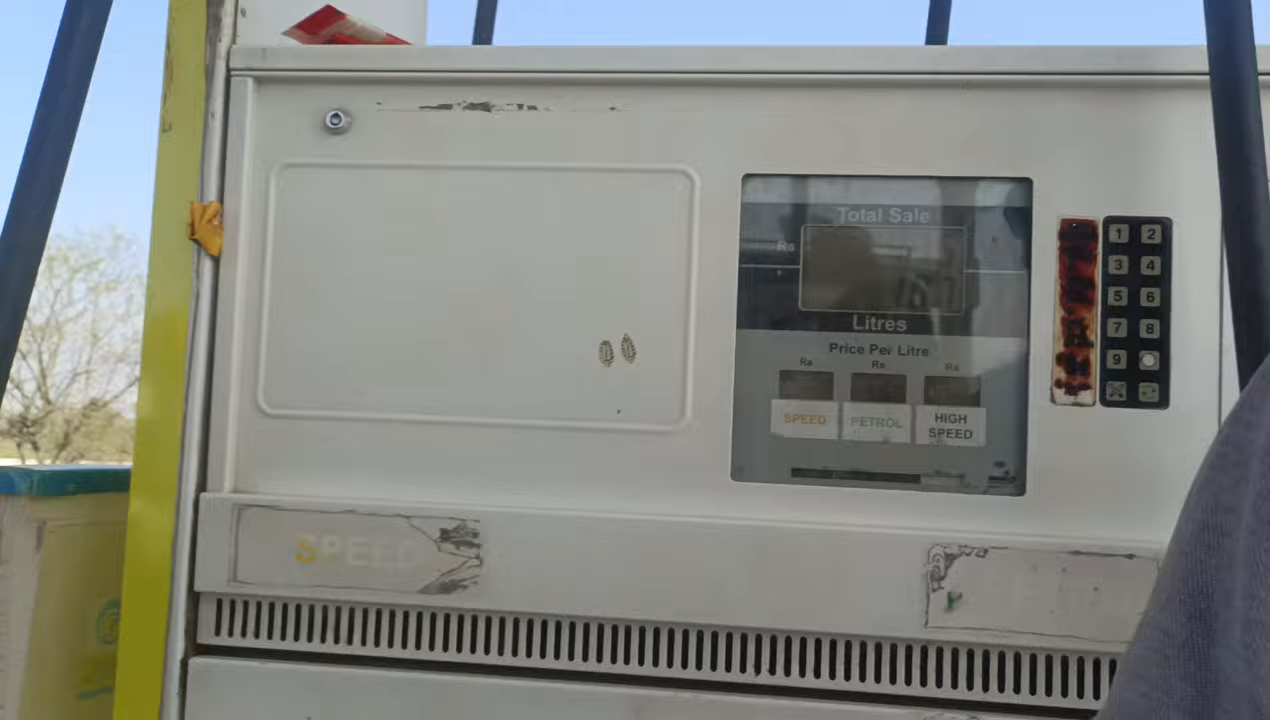 Total Sale
Rs
Litres
Price Per Litre
Rs Rs Rs
SPEED PETROL HIGH SPEED
1 2
3 4
5 6
7 8
9
SPEED